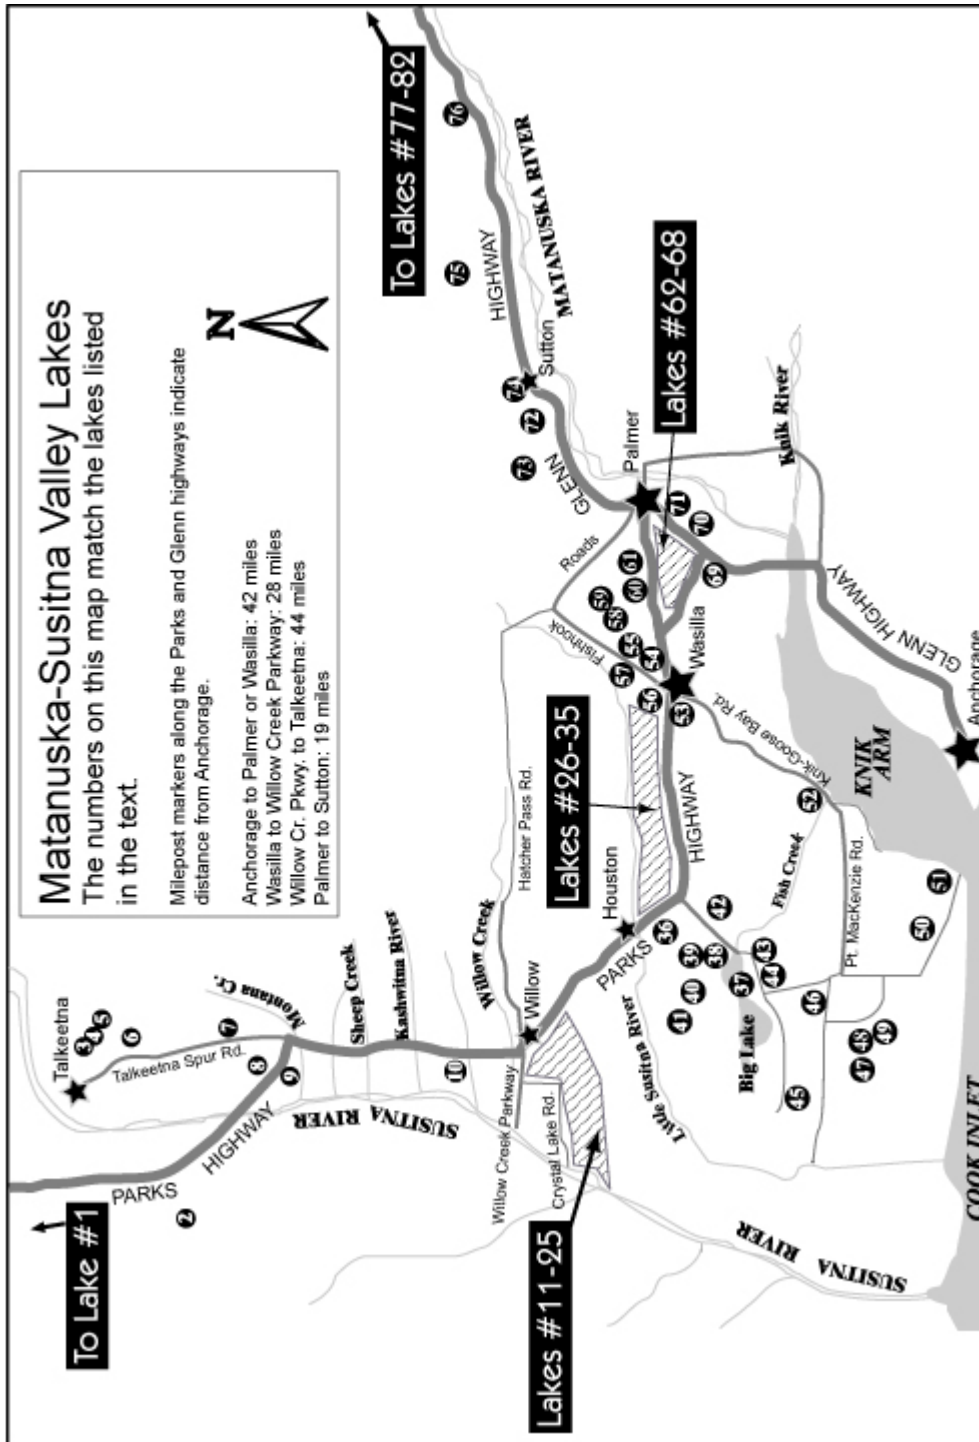 Matanuska-Susitna Valley Lakes
The numbers on this map match the lakes listed
in the text.
Milepost markers along the Parks and Glenn highways indicate
distance from Anchorage.
Anchorage to Palmer or Wasilla: 42 miles
Wasilla to Willow Creek Parkway: 28 miles
Willow Cr. Pkwy. to Talkeetna: 44 miles
Palmer to Sutton: 19 miles
N
To Lake #1
PARKS
HIGHWAY
2
Talkeetna
3
4
5
6
7
Talkeetna Spur Rd.
8
9
Montana Cr.
Sheep Creek
Kashwitna River
SUSITNA RIVER
10
Willow Creek
Willow
Willow Creek Parkway
Crystal Lake Rd.
Lakes #11-25
SUSITNA
RIVER
SUSITNA
RIVER
Hatcher Pass Rd.
Houston
PARKS
HIGHWAY
Lakes #26-35
Little Susitna River
36
39
38
40
41
42
37
Big Lake
43
44
45
46
47
48
49
50
51
52
Fish Creek
Pt. MacKenzie Rd.
Knik-Goose Bay Rd.
53
Wasilla
56
54
55
57
58
59
60
61
Fishhook
Roads
Palmer
Lakes #62-68
69
70
71
GLENN
HIGHWAY
73
72
74
Sutton
75
76
To Lakes #77-82
MATANUSKA RIVER
Knik River
GLENN HIGHWAY
KNIK
ARM
Anchorage
COOK INLET